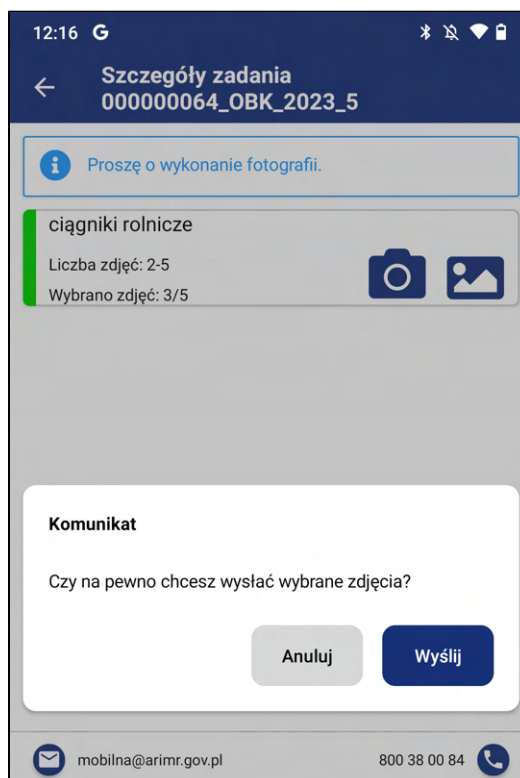 12:16 G
Szczegóły zadania
000000064_OBK_2023_5
Proszę o wykonanie fotografii.
ciągniki rolnicze
Liczba zdjęć: 2-5
Wybrano zdjęć: 3/5
Komunikat
Czy na pewno chcesz wysłać wybrane zdjęcia?
Anuluj Wyślij
mobilna@arimr.gov.pl 800 38 00 84